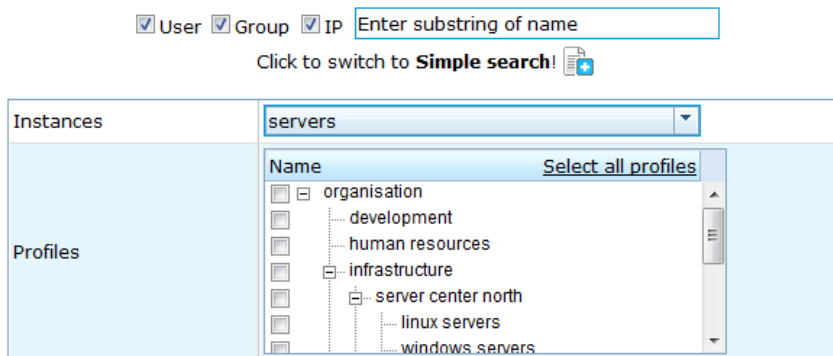 User Group IP Enter substring of name
Click to switch to Simple search!
Instances servers
Name Select all profiles
organisation
development
human resources
Profiles
infrastructure
server center north
linux servers
windows servers